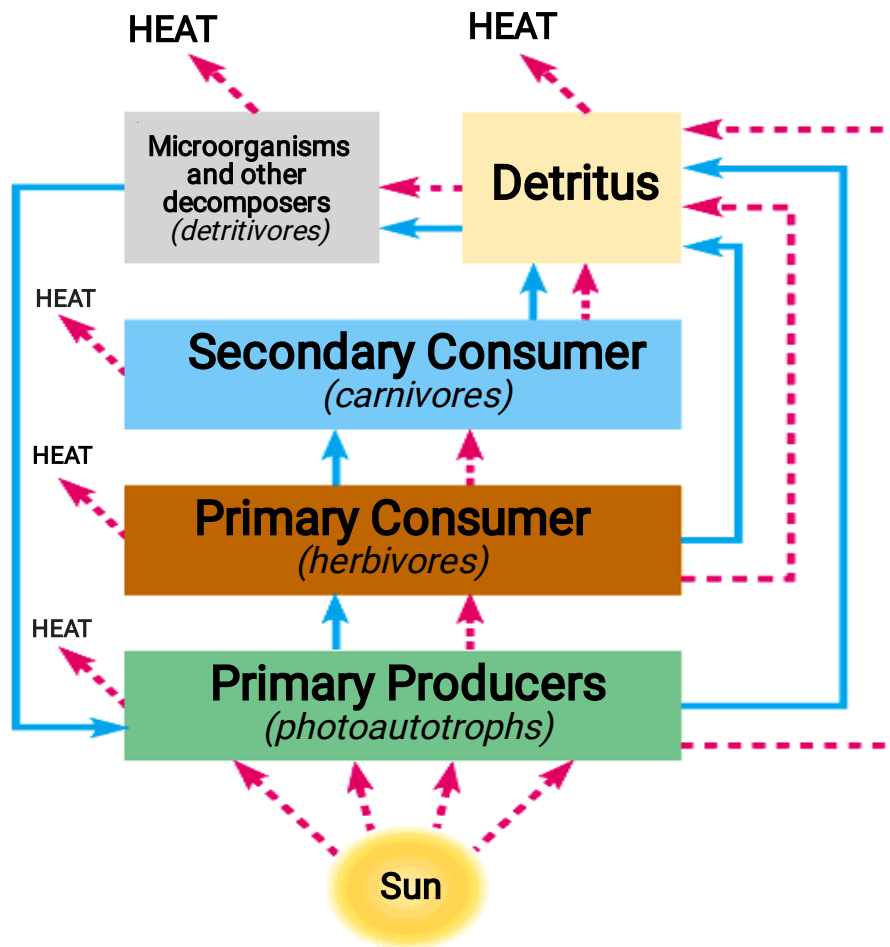 HEAT
HEAT
Microorganisms
and other
decomposers
(detritivores)
Detritus
HEAT
Secondary Consumer
(carnivores)
HEAT
Primary Consumer
(herbivores)
HEAT
Primary Producers
(photoautotrophs)
Sun